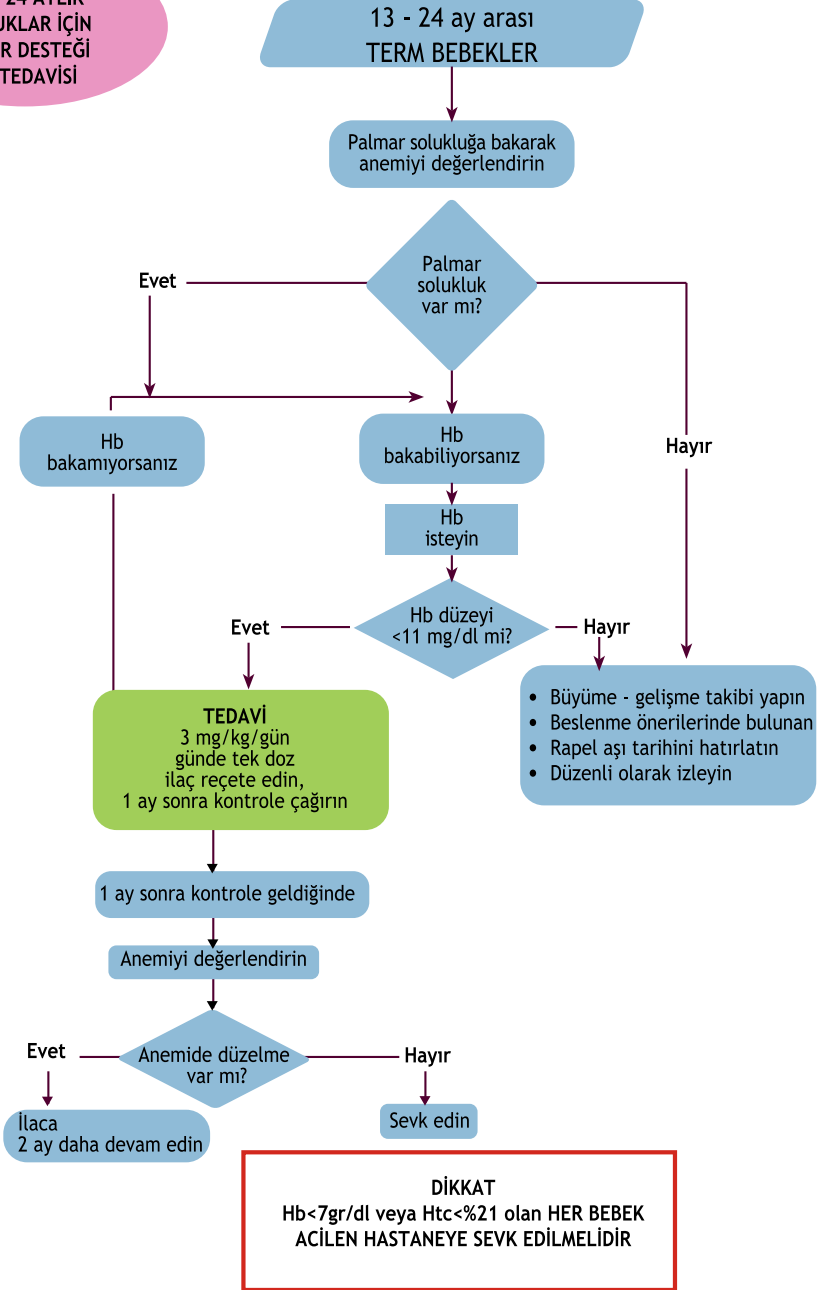 24 AYLIK
UKLAR İÇİN
R DESTEĞİ
TEDAVİSİ
13 - 24 ay arası
TERM BEBEKLER
Palmar solukluğa bakarak
anemiyi değerlendirin
Palmar
solukluk
var mı?
Evet
Hayır
Hb
bakamıyorsanız
Hb
bakabiliyorsanız
Hb
isteyin
Hb düzeyi
<11 mg/dl mi?
Evet
Hayır
TEDAVİ
3 mg/kg/gün
günde tek doz
ilaç reçete edin,
1 ay sonra kontrole çağırın
• Büyüme - gelişme takibi yapın
• Beslenme önerilerinde bulunan
• Rapel aşı tarihini hatırlatın
• Düzenli olarak izleyin
1 ay sonra kontrole geldiğinde
Anemiyi değerlendirin
Anemide düzelme
var mı?
Evet
Hayır
İlaca
2 ay daha devam edin
Sevk edin
DİKKAT
Hb<7gr/dl veya Htc<%21 olan HER BEBEK
ACİLEN HASTANEYE SEVK EDİLMELİDİR